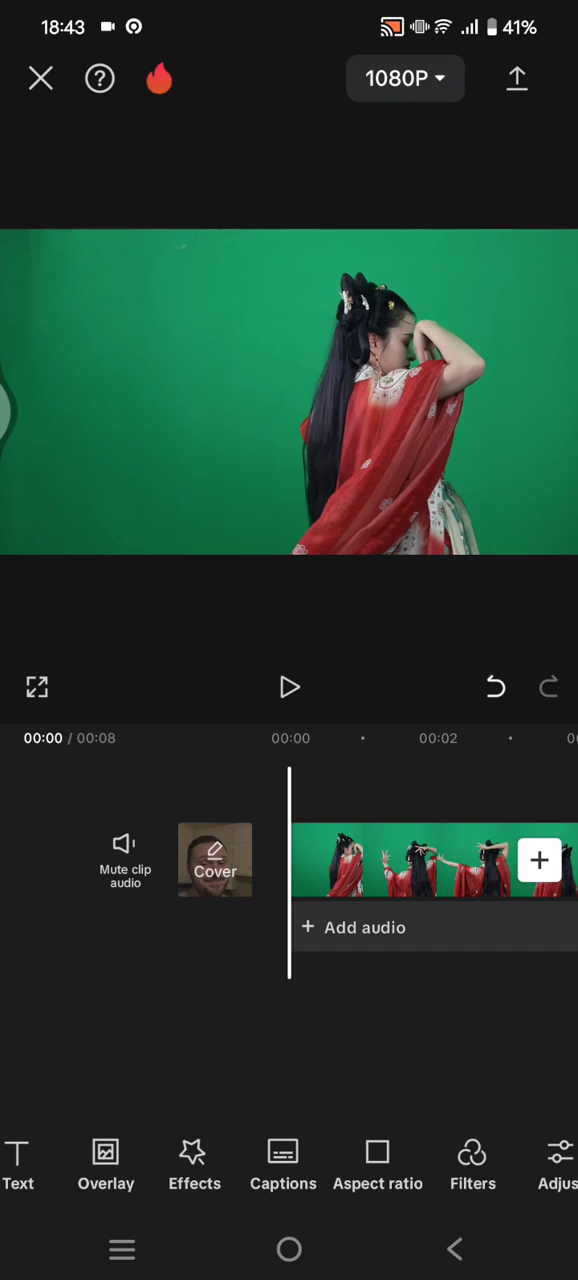 18:43 41%
1080P
00:00 / 00:08 00:00 00:02
Mute clip
audio
Cover
Add audio
Text Overlay Effects Captions Aspect ratio Filters Adjus